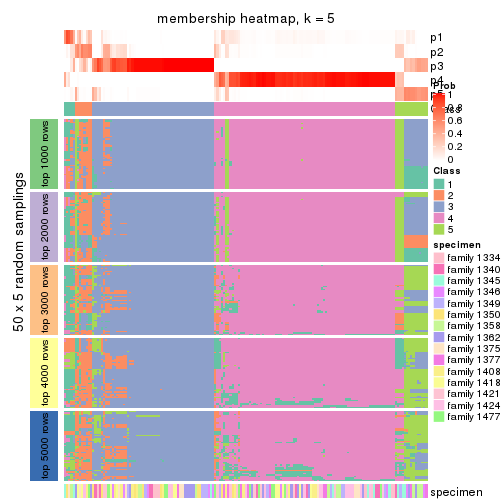 membership heatmap, k = 5
p1
p2
p3
p4
Prob
1
0.8
0.6
0.4
0.2
0
Class
1
2
3
4
5
specimen
family 1334
family 1340
family 1345
family 1346
family 1349
family 1350
family 1358
family 1362
family 1375
family 1377
family 1408
family 1418
family 1421
family 1424
family 1477
50 x 5 random samplings
top 1000 rows
top 2000 rows
top 3000 rows
top 4000 rows
top 5000 rows
specimen